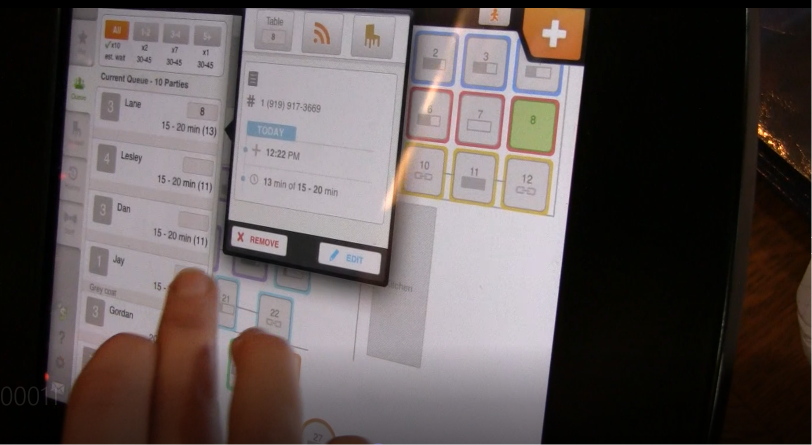 All
1-2
3-4
5+
✓x10
x2
x7
x1
est. wait
30-45
30-45
30-45
Current Queue - 10 Parties
3
Lane
8
15 - 20 min (13)
4
Lesley
15 - 20 min (11)
3
Dan
15 - 20 min (11)
1
Jay
15 -
Grey coat
3
Gordan
Table
8
# 1 (919) 917-3669
TODAY
12:22 PM
13 min of 15 - 20 min
X REMOVE
EDIT
2
3
7
8
10
11
12
21
22
?